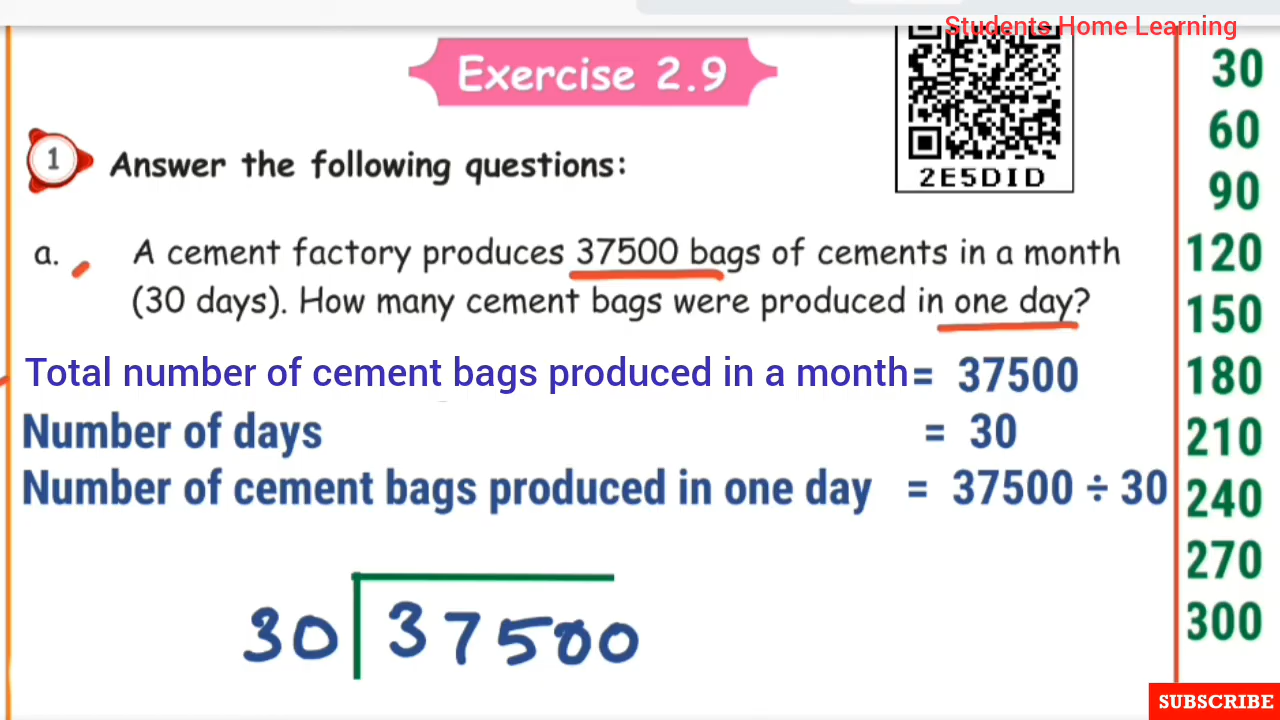 Students Home Learning
Exercise 2.9
2E5DID
1 Answer the following questions:
a. A cement factory produces 37500 bags of cements in a month
(30 days). How many cement bags were produced in one day?
Total number of cement bags produced in a month = 37500
Number of days = 30
Number of cement bags produced in one day = 37500 ÷ 30
30 37500
30
60
90
120
150
180
210
240
270
300
SUBSCRIBE